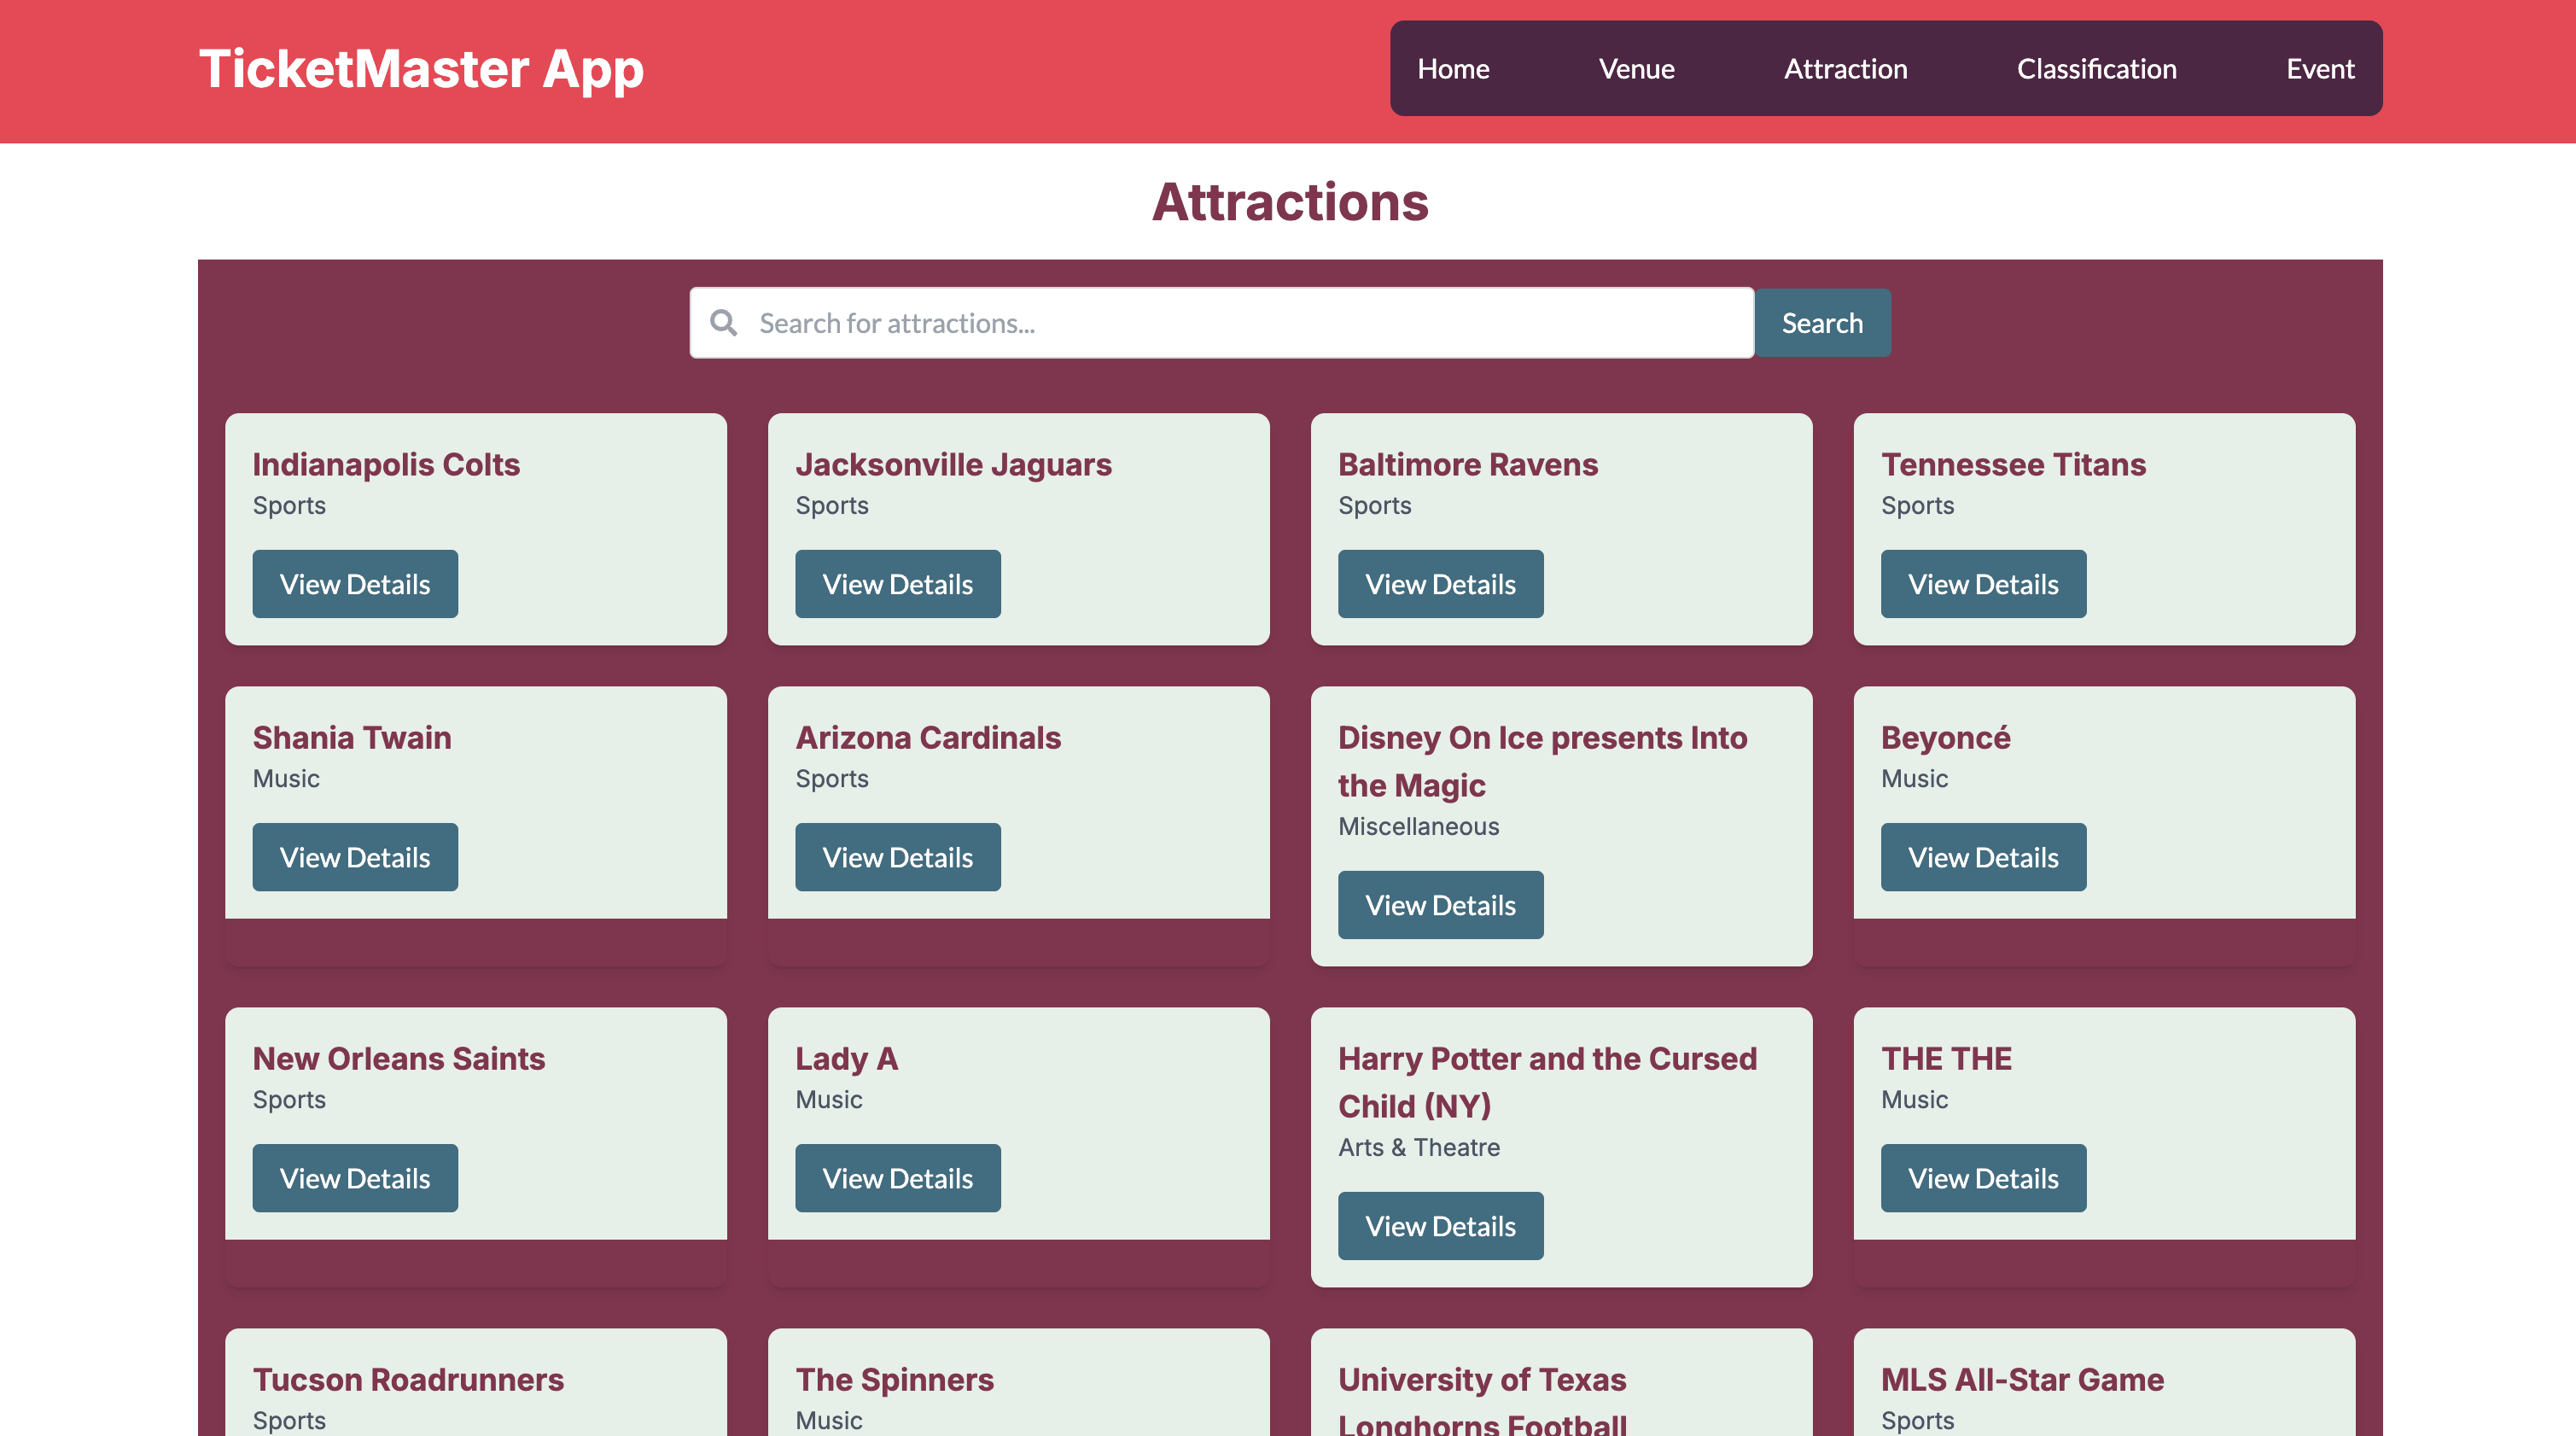 TicketMaster App
Home Venue Attraction Classification Event
Attractions
Search for attractions...
Search
Indianapolis Colts
Sports
View Details
Jacksonville Jaguars
Sports
View Details
Baltimore Ravens
Sports
View Details
Tennessee Titans
Sports
View Details
Shania Twain
Music
View Details
Arizona Cardinals
Sports
View Details
Disney On Ice presents Into
the Magic
Miscellaneous
View Details
Beyoncé
Music
View Details
New Orleans Saints
Sports
View Details
Lady A
Music
View Details
Harry Potter and the Cursed
Child (NY)
Arts & Theatre
View Details
THE THE
Music
View Details
Tucson Roadrunners
Sports
The Spinners
Music
University of Texas
Longhorns Football
MLS All-Star Game
Sports